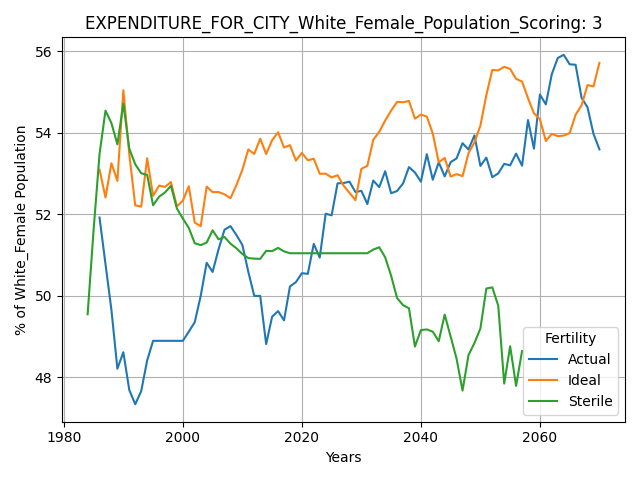 EXPENDITURE_FOR_CITY_White_Female_Population_Scoring: 3
% of White_Female Population
56
54
52
50
48
1980
2000
2020
2040
2060
Years
Fertility
Actual
Ideal
Sterile